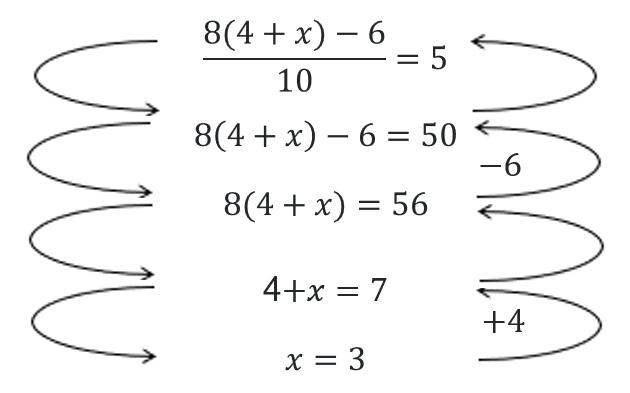 8(4 + x) − 6
10
= 5
8(4 + x) − 6 = 50
−6
8(4 + x) = 56
4+x = 7
+4
x = 3